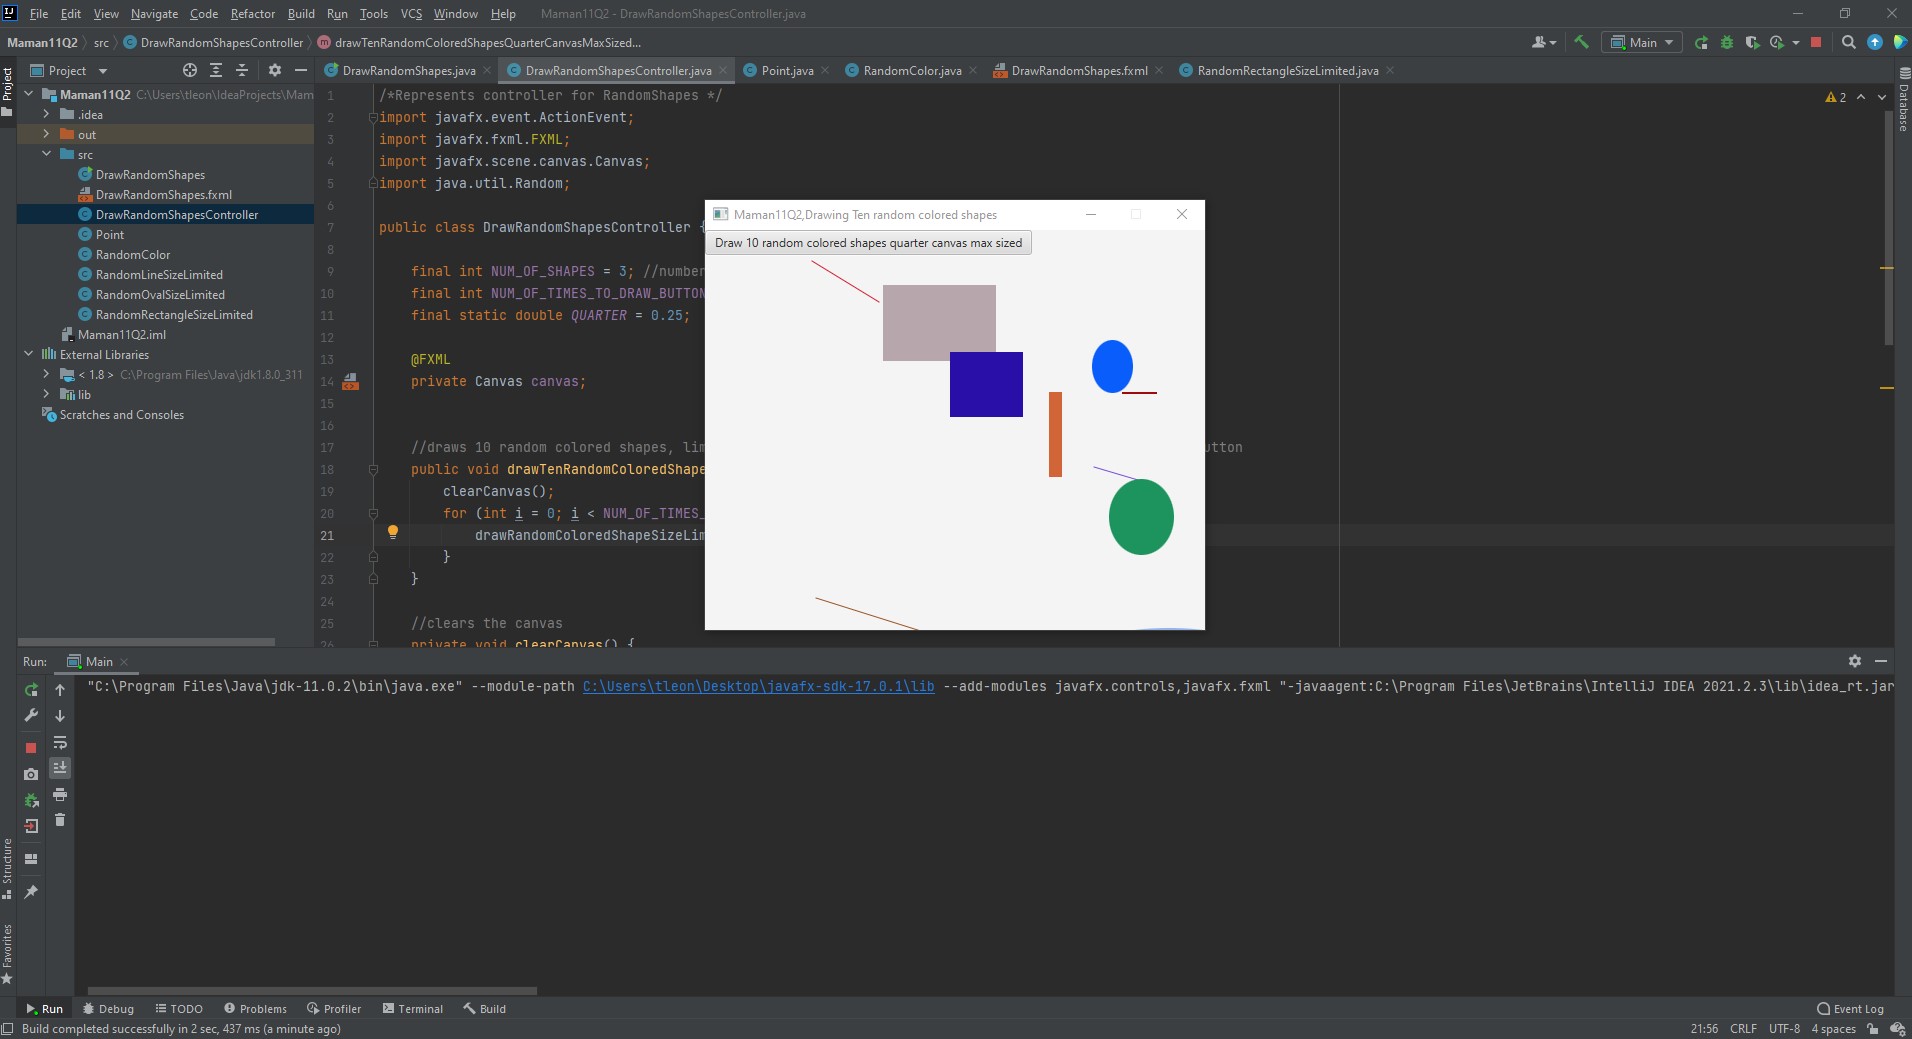 File Edit View Navigate Code Refactor Build Run Tools VCS Window Help Maman11Q2 - DrawRandomShapesController.java
Maman11Q2 src DrawRandomShapesController drawTenRandomColoredShapesQuarterCanvasMaxSized...
Main
Project
DrawRandomShapes.java DrawRandomShapesController.java Point.java RandomColor.java DrawRandomShapes.fxml RandomRectangleSizeLimited.java
Project
Database
Maman11Q2 C:\Users\tleon\IdeaProjects\Mam
.idea
out
src
DrawRandomShapes
DrawRandomShapes.fxml
DrawRandomShapesController
Point
RandomColor
RandomLineSizeLimited
RandomOvalSizeLimited
RandomRectangleSizeLimited
Maman11Q2.iml
External Libraries
< 1.8 > C:\Program Files\Java\jdk1.8.0_311
lib
Scratches and Consoles
2
1 /*Represents controller for RandomShapes */
2 import javafx.event.ActionEvent;
3 import javafx.fxml.FXML;
4 import javafx.scene.canvas.Canvas;
5 import java.util.Random;
6
7 public class DrawRandomShapesController {
8
9 final int NUM_OF_SHAPES = 3; //number
10 final int NUM_OF_TIMES_TO_DRAW_BUTTON
11 final static double QUARTER = 0.25;
12
13 @FXML
14 private Canvas canvas;
15
16
17 //draws 10 random colored shapes, lim utton
18 public void drawTenRandomColoredShape
19 clearCanvas();
20 for (int i = 0; i < NUM_OF_TIMES_
21 drawRandomColoredShapeSizeLim
22 }
23 }
24
25 //clears the canvas
26 private void clearCanvas() {
Maman11Q2,Drawing Ten random colored shapes
Draw 10 random colored shapes quarter canvas max sized
Run: Main
"C:\Program Files\Java\jdk-11.0.2\bin\java.exe" --module-path C:\Users\tleon\Desktop\javafx-sdk-17.0.1\lib --add-modules javafx.controls,javafx.fxml "-javaagent:C:\Program Files\JetBrains\IntelliJ IDEA 2021.2.3\lib\idea_rt.jar
Structure
Favorites
Run Debug TODO Problems Profiler Terminal Build Event Log
Build completed successfully in 2 sec, 437 ms (a minute ago) 21:56 CRLF UTF-8 4 spaces